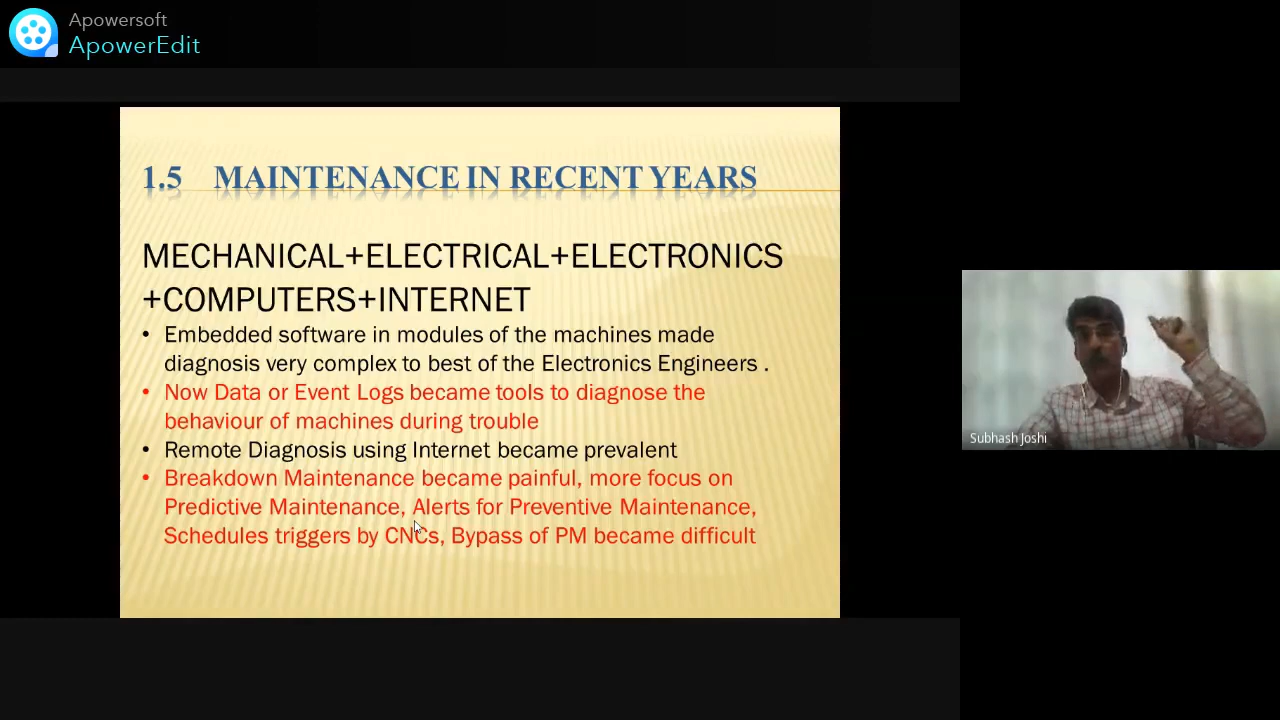 Apowersoft
ApowerEdit
1.5 MAINTENANCE IN RECENT YEARS
MECHANICAL+ELECTRICAL+ELECTRONICS
+COMPUTERS+INTERNET
• Embedded software in modules of the machines made
diagnosis very complex to best of the Electronics Engineers .
• Now Data or Event Logs became tools to diagnose the
behaviour of machines during trouble
• Remote Diagnosis using Internet became prevalent
• Breakdown Maintenance became painful, more focus on
Predictive Maintenance, Alerts for Preventive Maintenance,
Schedules triggers by CNCs, Bypass of PM became difficult
Subhash Joshi